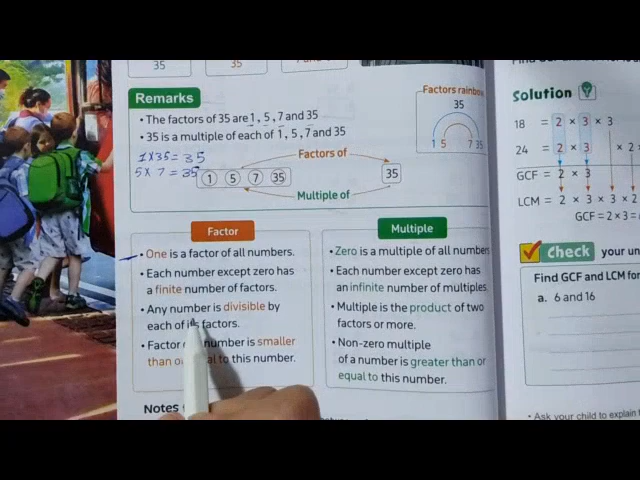 35
35
Remarks
• The factors of 35 are 1, 5, 7 and 35
• 35 is a multiple of each of 1, 5, 7 and 35
1 x 35 = 35
5 x 7 = 35
Factors of
1 5 7 35
35
Multiple of
Factors rainbow
35
1 5 7 35
Factor
• One is a factor of all numbers.
• Each number except zero has
a finite number of factors.
• Any number is divisible by
each of its factors.
• Factor number is smaller
than to this number.
Multiple
• Zero is a multiple of all numbers
• Each number except zero has
an infinite number of multiples.
• Multiple is the product of two
factors or more.
• Non-zero multiple
of a number is greater than or
equal to this number.
Notes
Solution
18 = 2 × 3 × 3
24 = 2 × 3 × 2
GCF = 2 × 3
LCM = 2 × 3 × 3 × 2
GCF = 2 × 3 =
Check your un
Find GCF and LCM for
a. 6 and 16
• Ask your child to explain